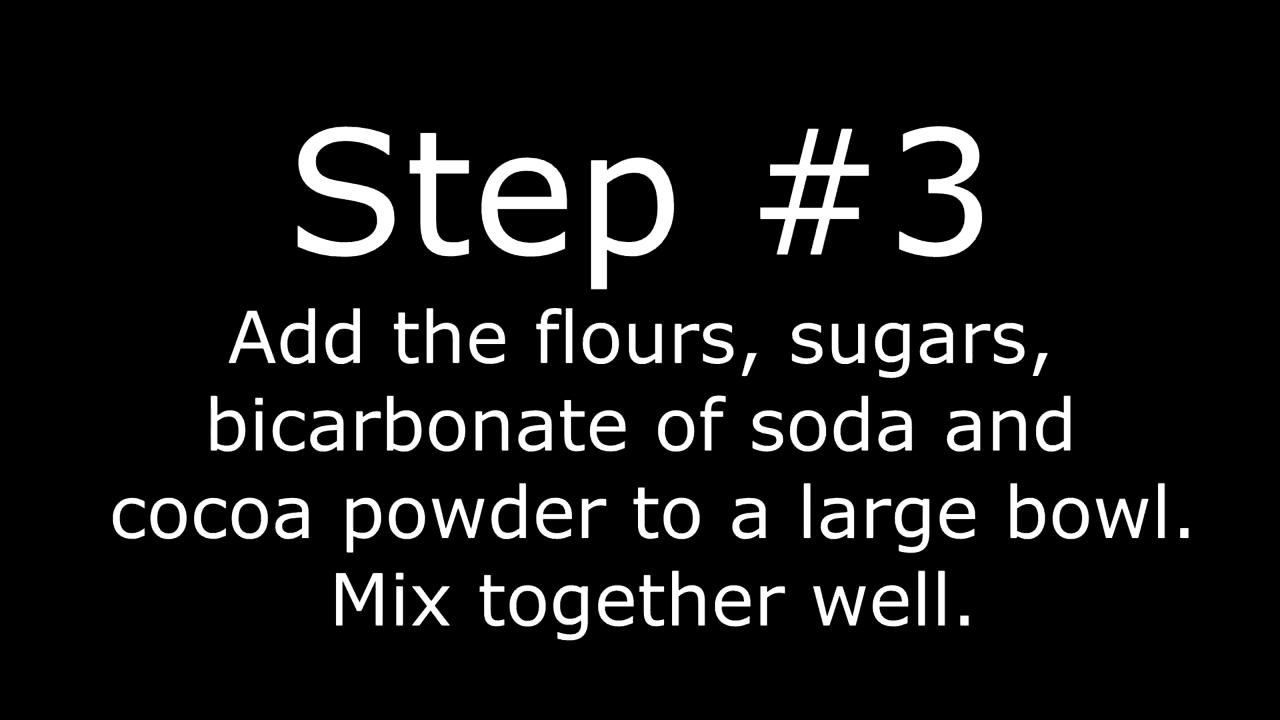 Step #3
Add the flours, sugars,
bicarbonate of soda and
cocoa powder to a large bowl.
Mix together well.